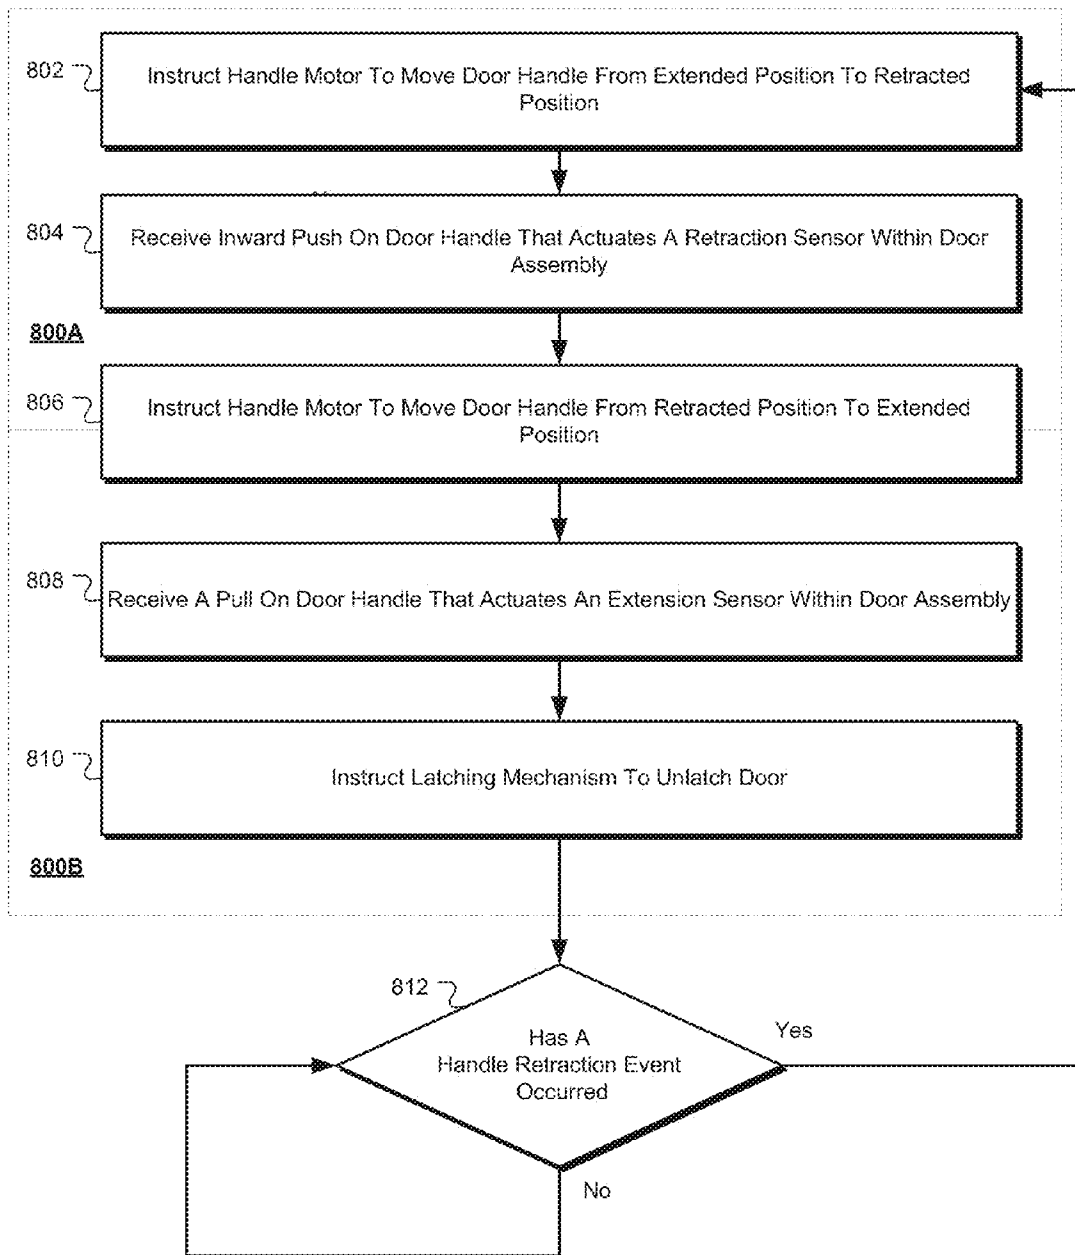 802
Instruct Handle Motor To Move Door Handle From Extended Position To Retracted
Position
804
Receive Inward Push On Door Handle That Actuates A Retraction Sensor Within Door
Assembly
800A
806
Instruct Handle Motor To Move Door Handle From Retracted Position To Extended
Position
808
Receive A Pull On Door Handle That Actuates An Extension Sensor Within Door Assembly
810
Instruct Latching Mechanism To Unlatch Door
800B
812
Has A
Handle Retraction Event
Occurred
Yes
No